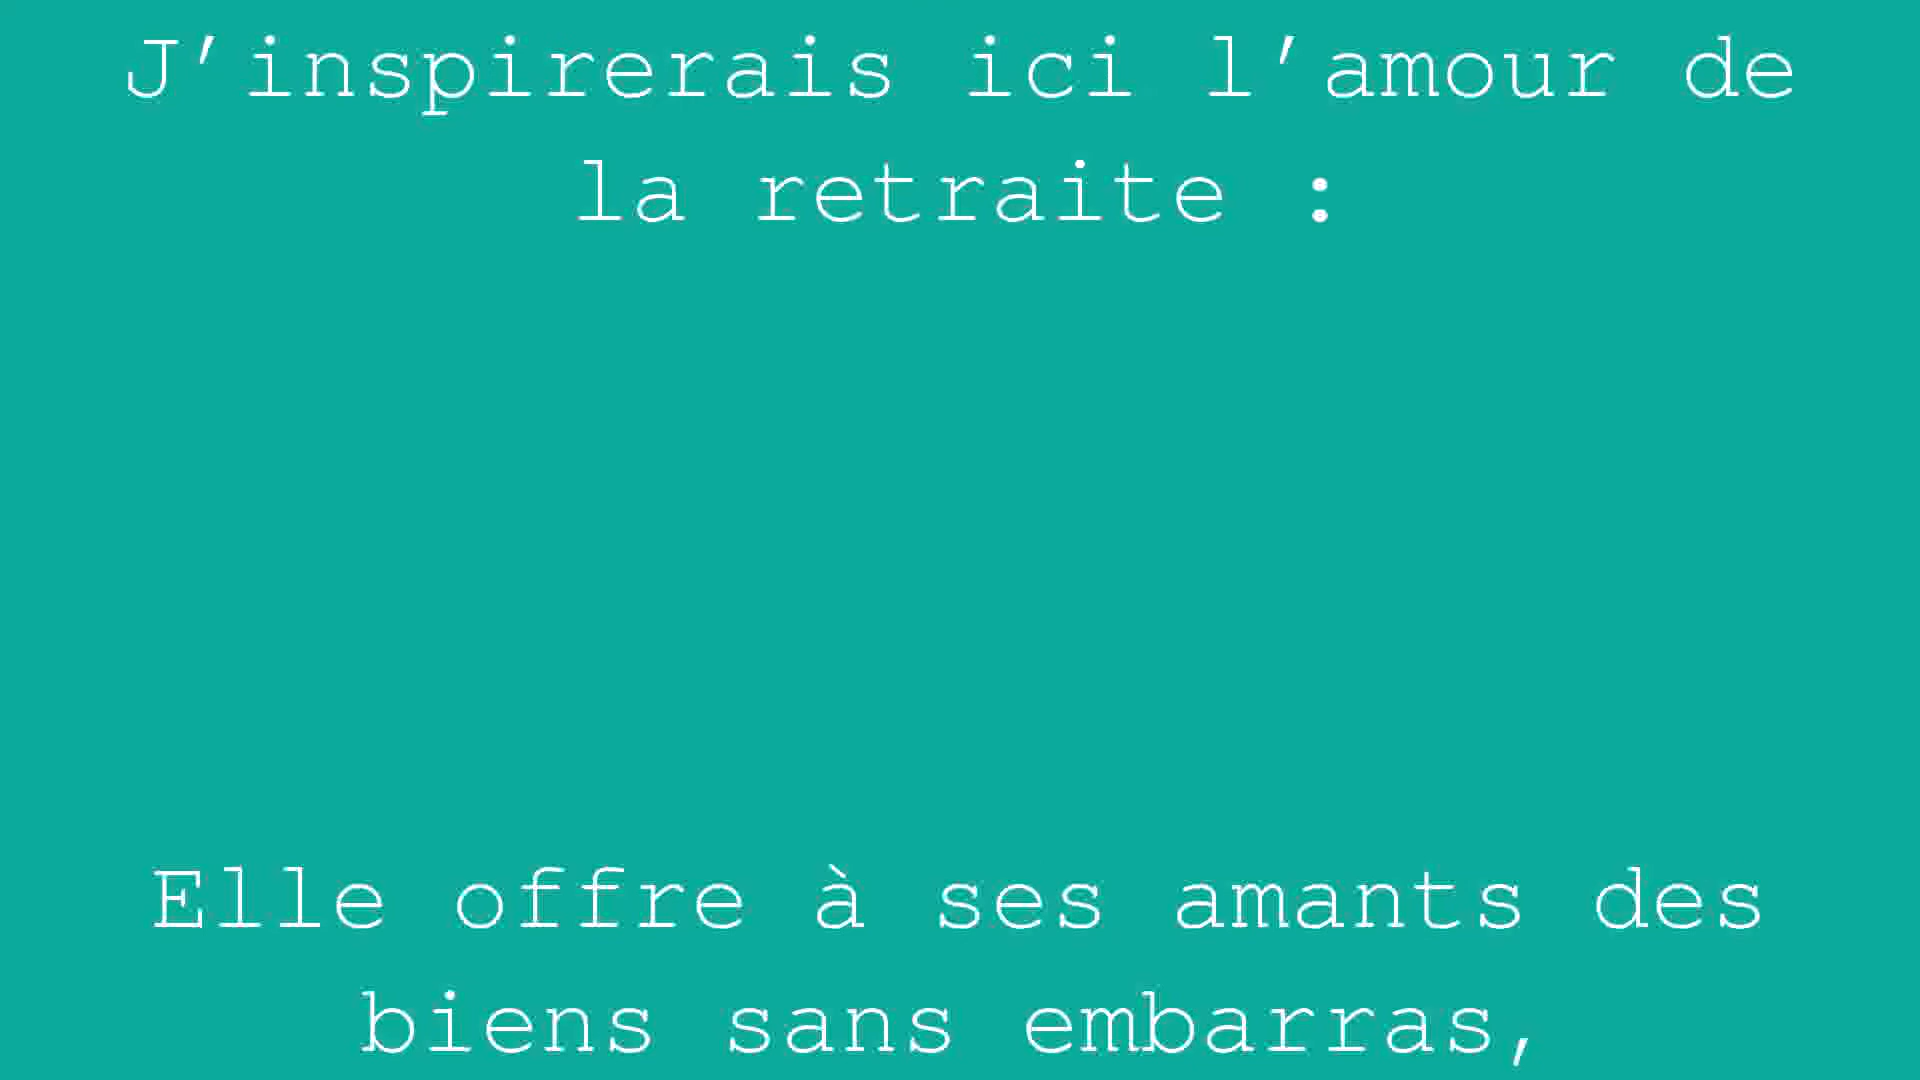 J’inspirerais ici l’amour de
la retraite :
Elle offre à ses amants des
biens sans embarras,